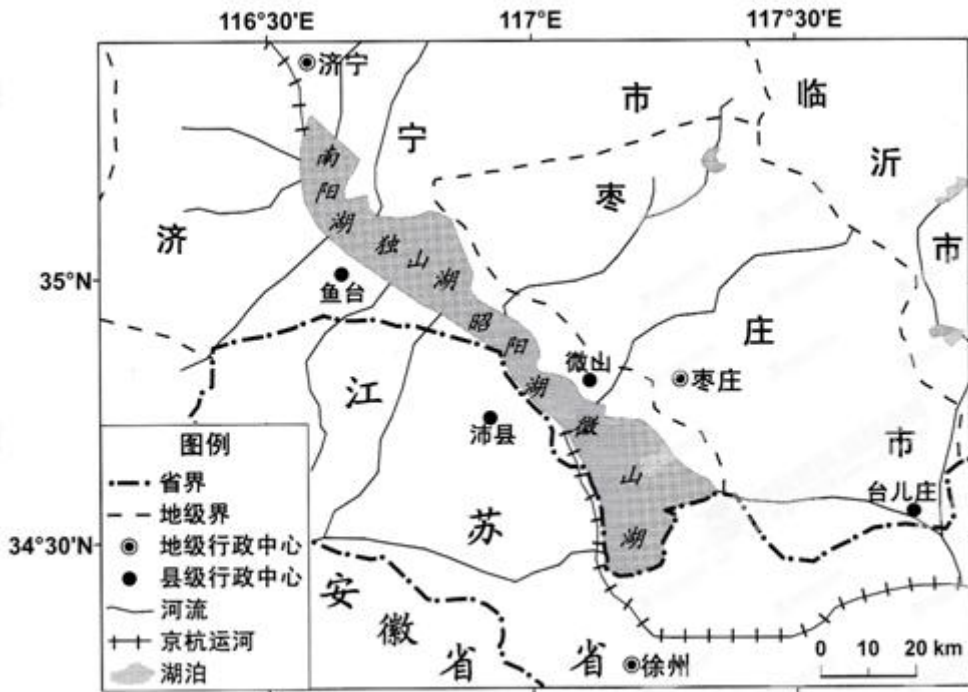 116°30′E
117°E
117°30′E
济宁
宁
市
临
沂
市
南阳湖
枣
济
独山湖
35°N
鱼台
昭阳湖
庄
微山
枣庄
江
沛县
微山湖
市
台儿庄
图例
省界
地级界
地级行政中心
县级行政中心
河流
京杭运河
湖泊
34°30′N
苏
安徽省
省
徐州
0 10 20 km